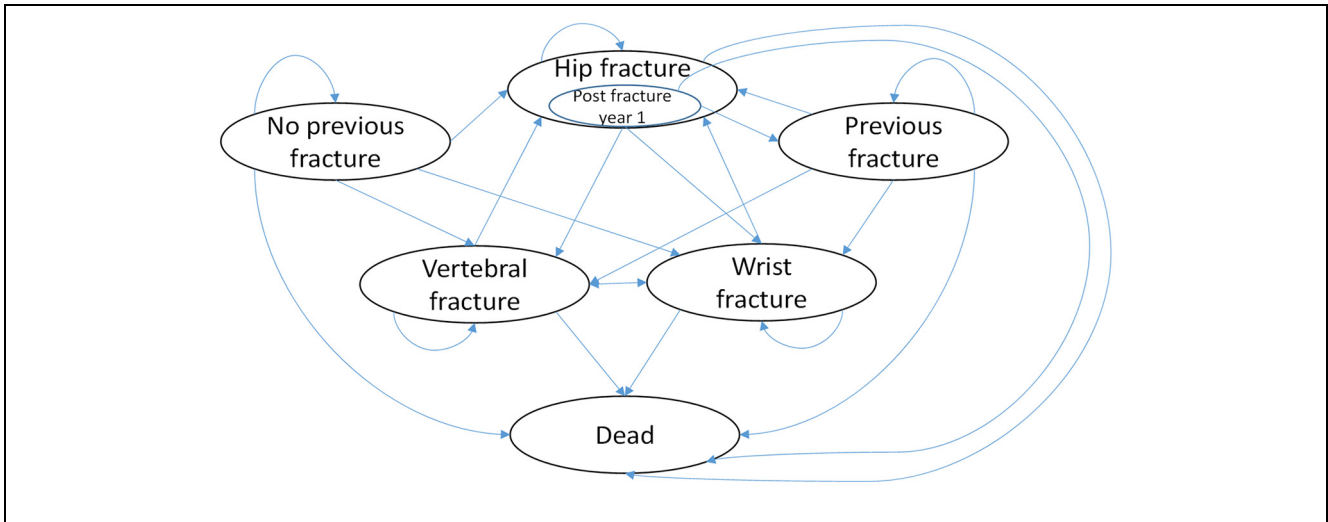 Hip fracture
Post fracture
year 1
No previous
fracture
Previous
fracture
Vertebral
fracture
Wrist
fracture
Dead